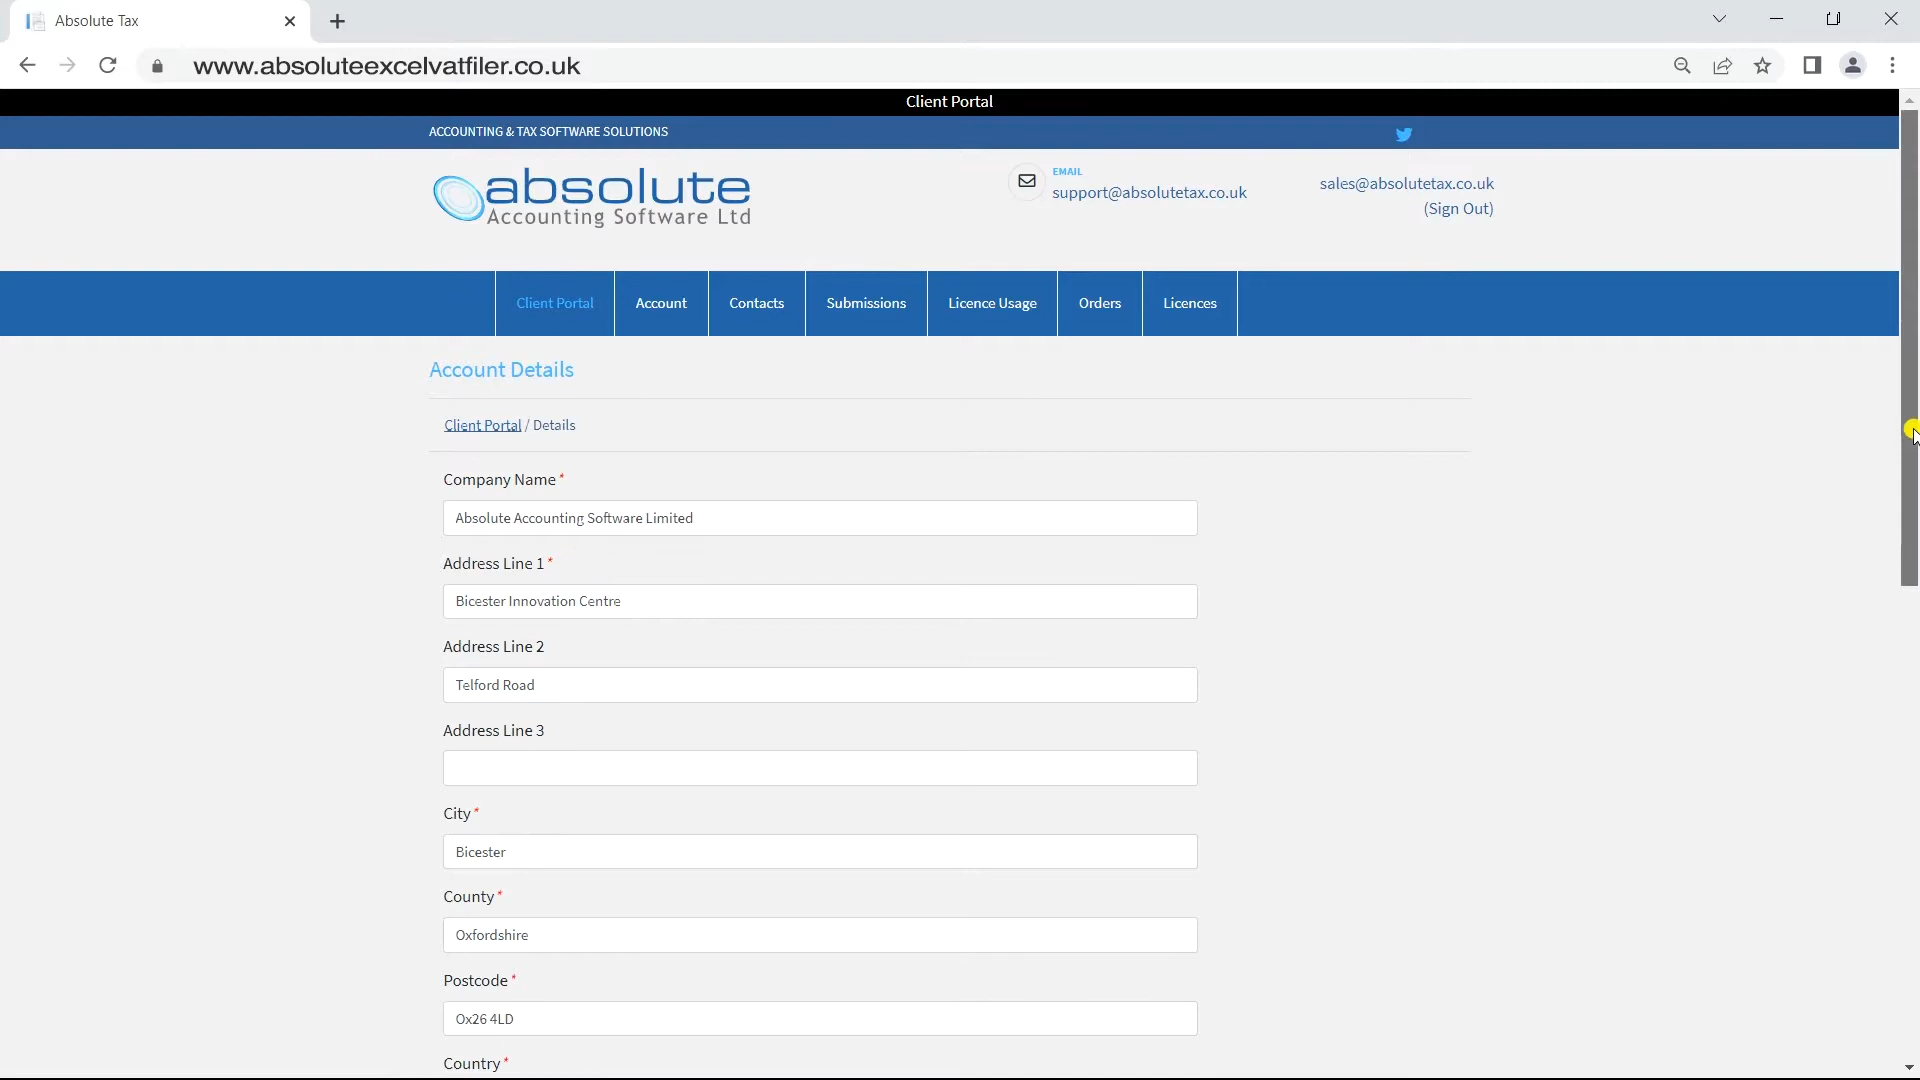 Absolute Tax
www.absoluteexcelvatfiler.co.uk
Client Portal
ACCOUNTING & TAX SOFTWARE SOLUTIONS
absolute
Accounting Software Ltd
EMAIL
support@absolutetax.co.uk
sales@absolutetax.co.uk
(Sign Out)
Client Portal
Account
Contacts
Submissions
Licence Usage
Orders
Licences
Account Details
Client Portal / Details
Company Name *
Absolute Accounting Software Limited
Address Line 1 *
Bicester Innovation Centre
Address Line 2
Telford Road
Address Line 3
City *
Bicester
County *
Oxfordshire
Postcode *
Ox26 4LD
Country *